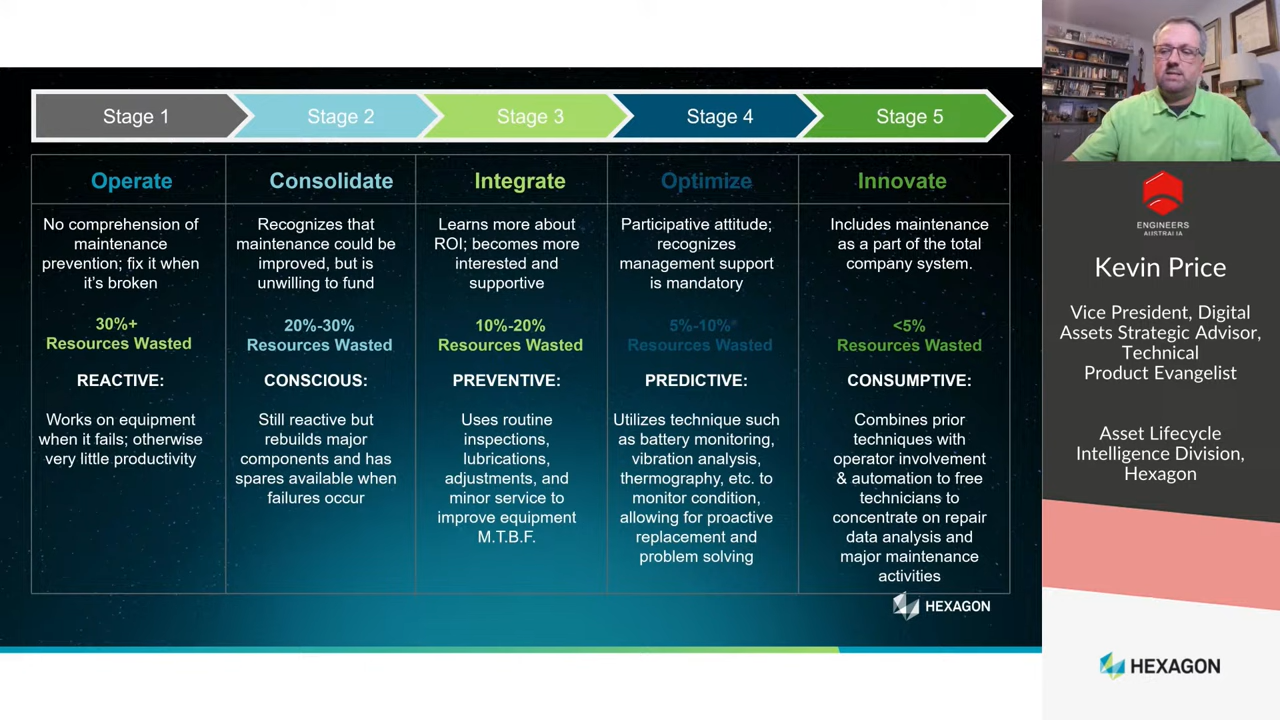 Stage 1
Stage 2
Stage 3
Stage 4
Stage 5
Operate
Consolidate
Integrate
Optimize
Innovate
No comprehension of
maintenance
prevention; fix it when
it's broken
Recognizes that
maintenance could be
improved, but is
unwilling to fund
Learns more about
ROI; becomes more
interested and
supportive
Participative attitude;
recognizes
management support
is mandatory
Includes maintenance
as a part of the total
company system.
30%+
Resources Wasted
20%-30%
Resources Wasted
10%-20%
Resources Wasted
5%-10%*
Resources Wasted
<5%
Resources Wasted
REACTIVE:
CONSCIOUS:
PREVENTIVE:
PREDICTIVE:
CONSUMPTIVE:
Works on equipment
when it fails; otherwise
very little productivity
Still reactive but
rebuilds major
components and has
spares available when
failures occur
Uses routine
inspections,
lubrications,
adjustments, and
minor service to
improve equipment
M.T.B.F.
Utilizes technique such
as battery monitoring,
vibration analysis,
thermography, etc. to
monitor condition,
allowing for proactive
replacement and
problem solving
Combines prior
techniques with
operator involvement
& automation to free
technicians to
concentrate on repair
data analysis and
major maintenance
activities
HEXAGON
ENGINEERS
AUSTRALIA
Kevin Price
Vice President, Digital
Assets Strategic Advisor,
Technical
Product Evangelist
Asset Lifecycle
Intelligence Division,
Hexagon
HEXAGON